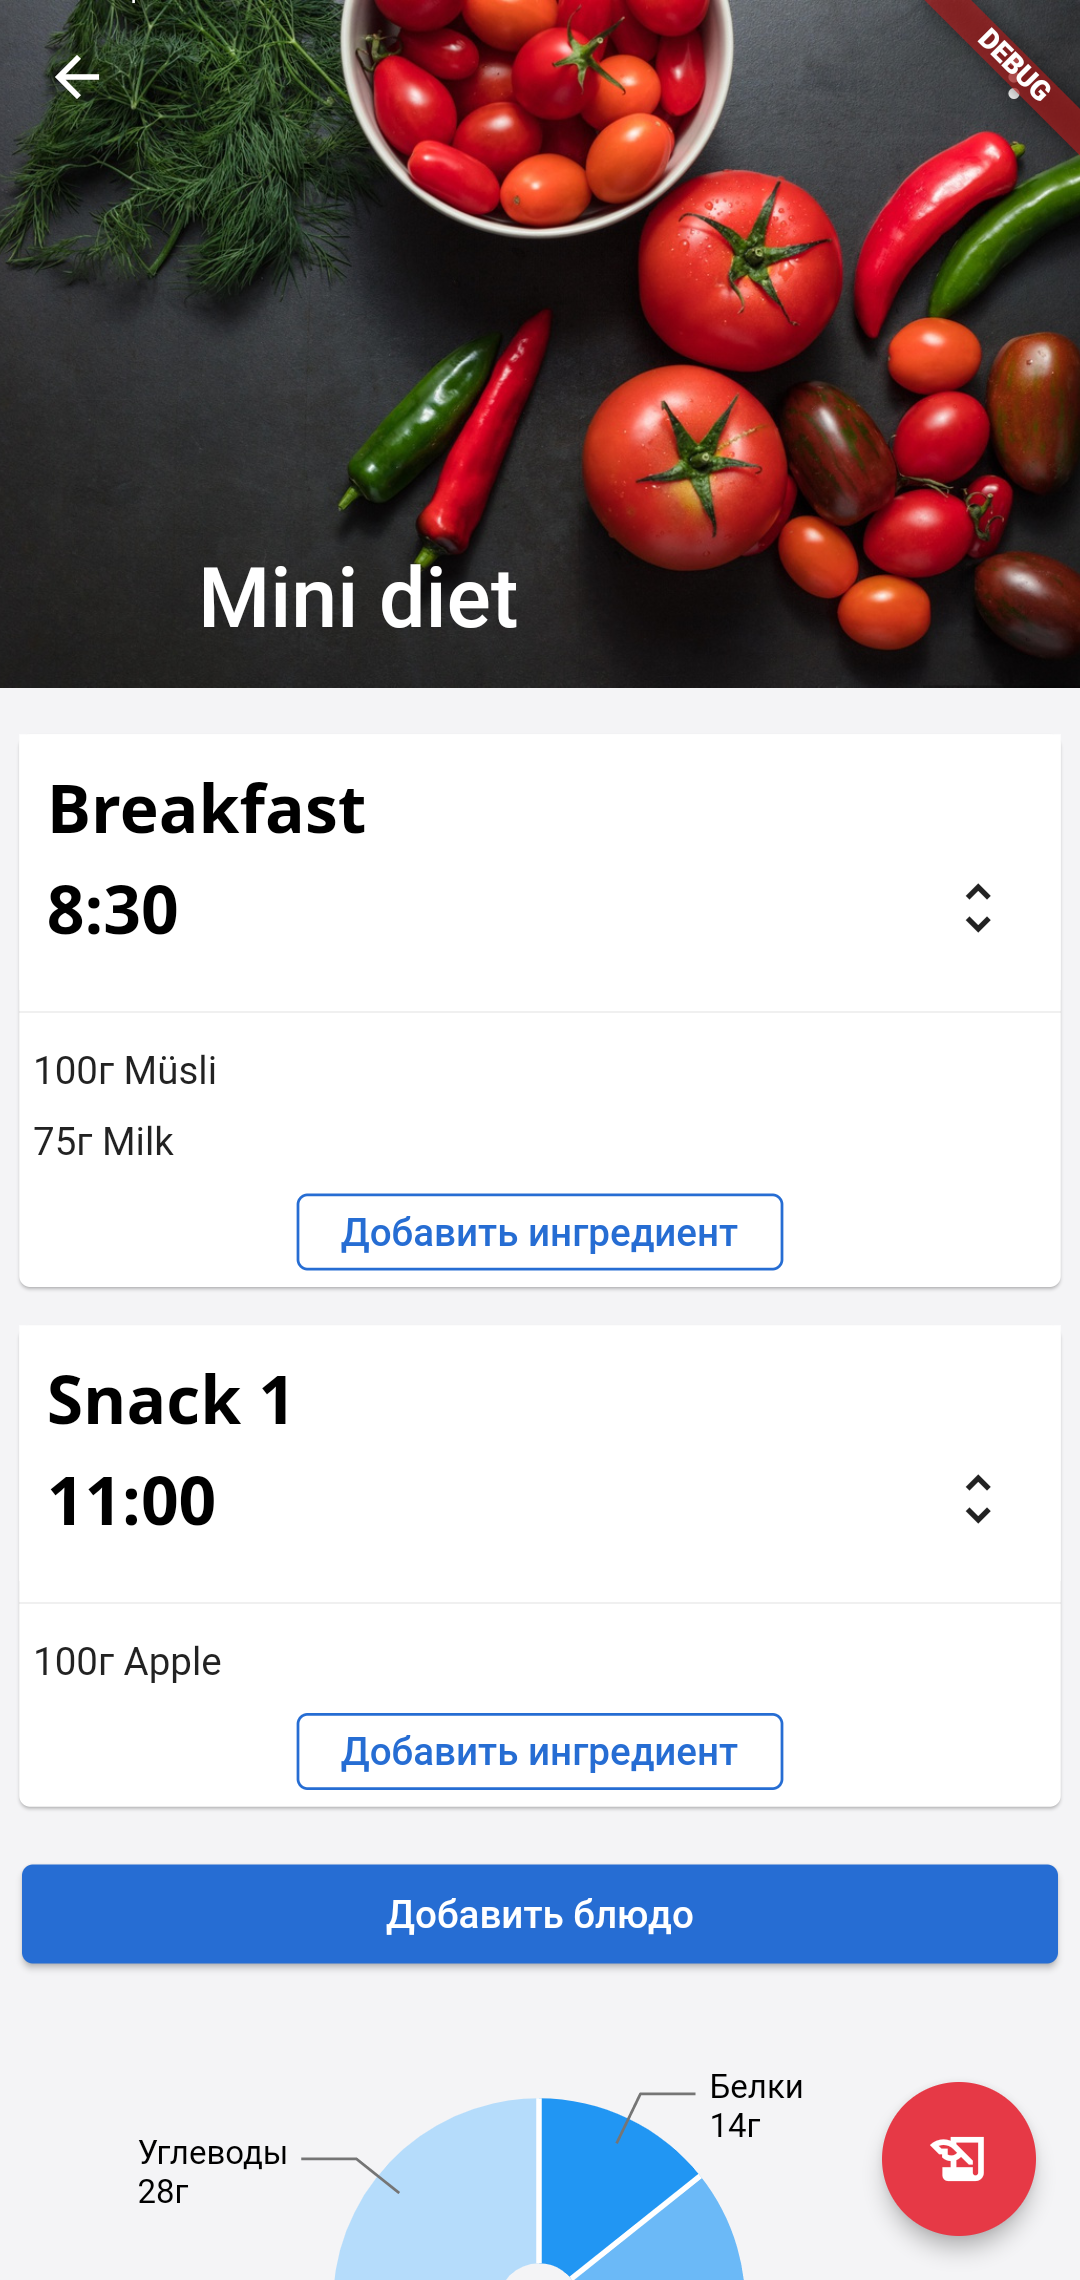 DEBUG
Mini diet
Breakfast
8:30
100г Müsli
75г Milk
Добавить ингредиент
Snack 1
11:00
100г Apple
Добавить ингредиент
Добавить блюдо
Белки
14г
Углеводы
28г